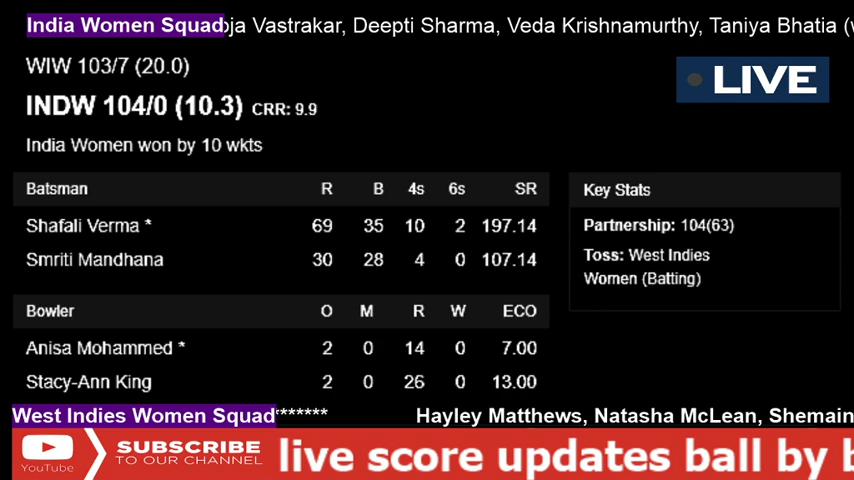 India Women Squad ja Vastrakar, Deepti Sharma, Veda Krishnamurthy, Taniya Bhatia (
WIW 103/7 (20.0)
LIVE
INDW 104/0 (10.3) CRR: 9.9
India Women won by 10 wkts
Batsman R B 4s 6s SR
Shafali Verma * 69 35 10 2 197.14
Smriti Mandhana 30 28 4 0 107.14
Key Stats
Partnership: 104(63)
Toss: West Indies
Women (Batting)
Bowler O M R W ECO
Anisa Mohammed * 2 0 14 0 7.00
Stacy-Ann King 2 0 26 0 13.00
West Indies Women Squad ******* Hayley Matthews, Natasha McLean, Shemain
YouTube SUBSCRIBE TO OUR CHANNEL live score updates ball by b